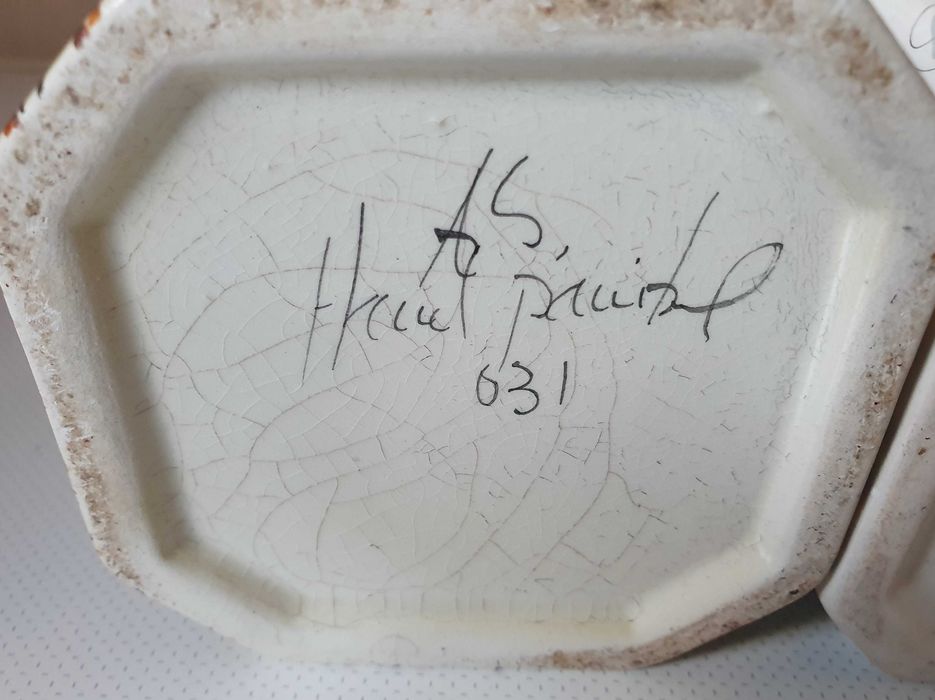 AS.
Hand painted
031